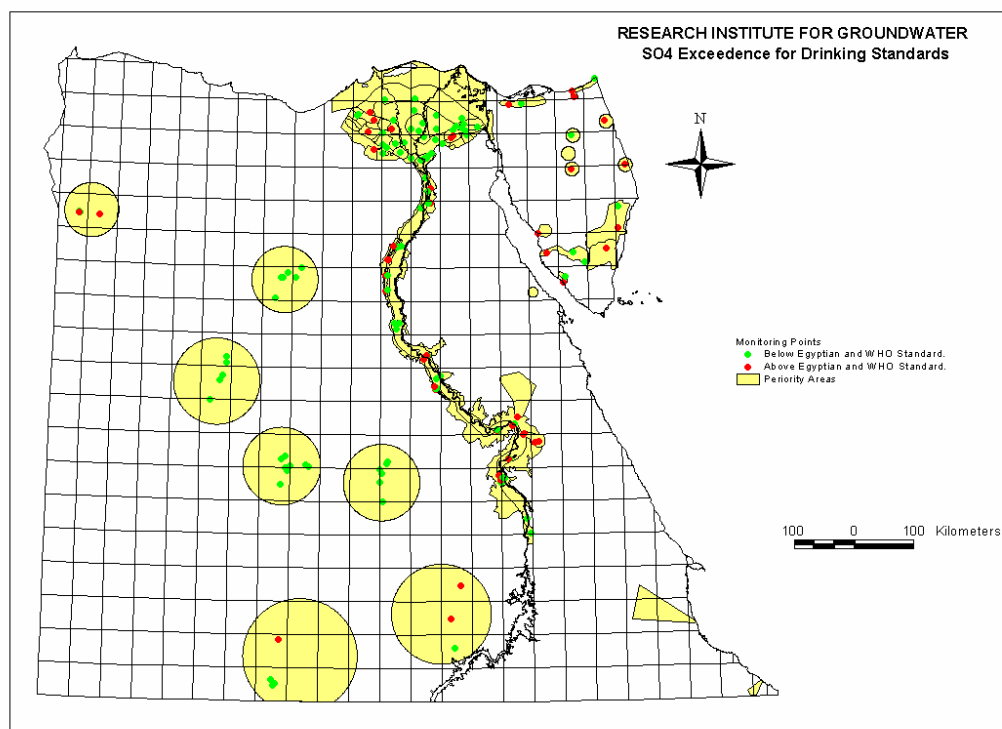 RESEARCH INSTITUTE FOR GROUNDWATER
SO4 Exceedence for Drinking Standards
N
Monitoring Points
Below Egyptian and WHO Standard.
Above Egyptian and WHO Standard.
Periority Areas
100 0 100 Kilometers